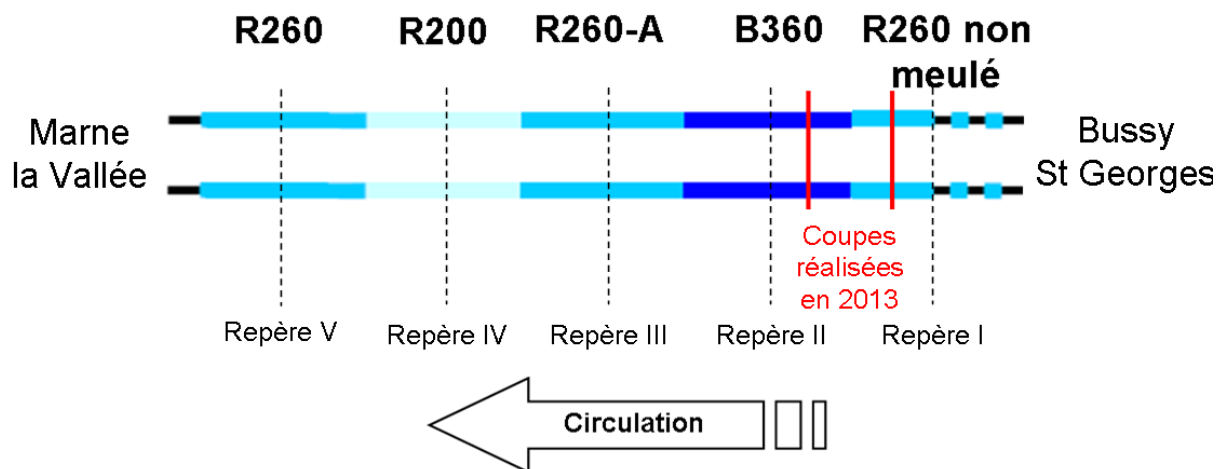 R260 R200 R260-A B360 R260 non
meulé
Marne
la Vallée
Bussy
St Georges
Coupes
réalisées
en 2013
Repère V Repère IV Repère III Repère II Repère I
Circulation